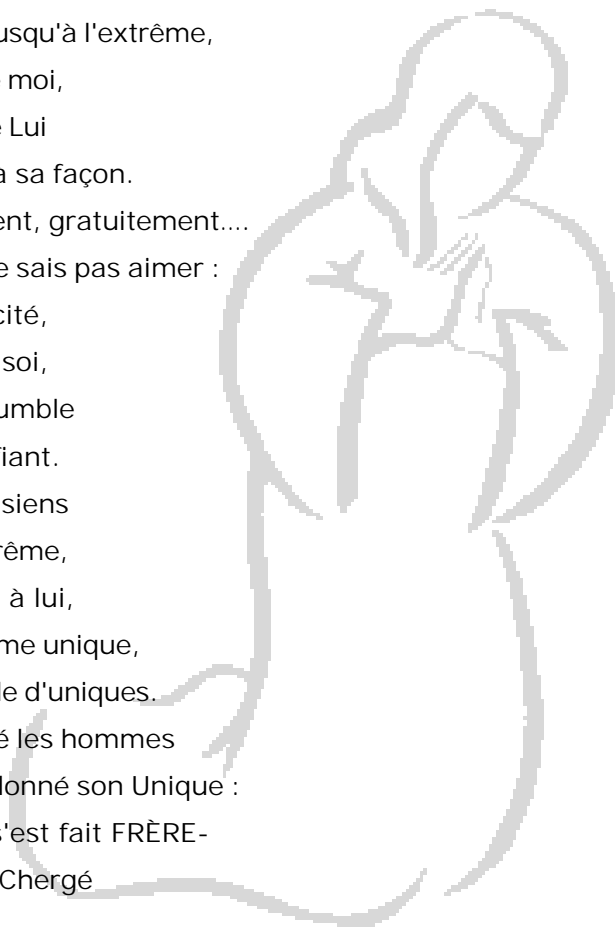 usqu'à l'extrême,
moi,
Lui
à sa façon.
ent, gratuitement....
e sais pas aimer :
cité,
soi,
umble
fiant.
siens
rême,
à lui,
me unique,
le d'uniques.
é les hommes
donné son Unique :
s'est fait FRÈRE-
Chergé